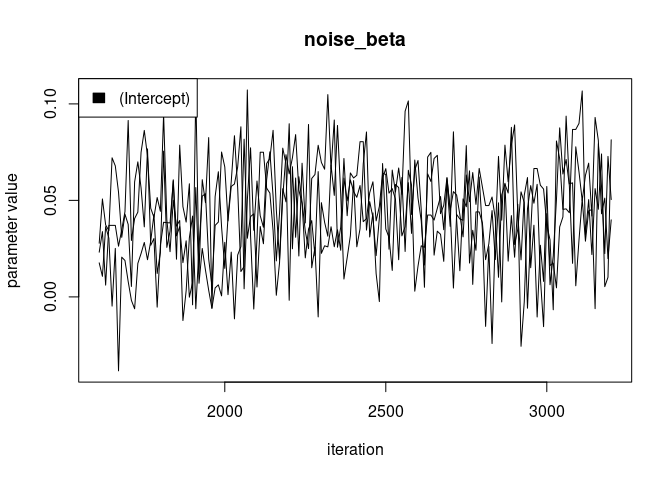 noise_beta
(Intercept)
0.10
0.05
0.00
parameter value
2000 2500 3000
iteration